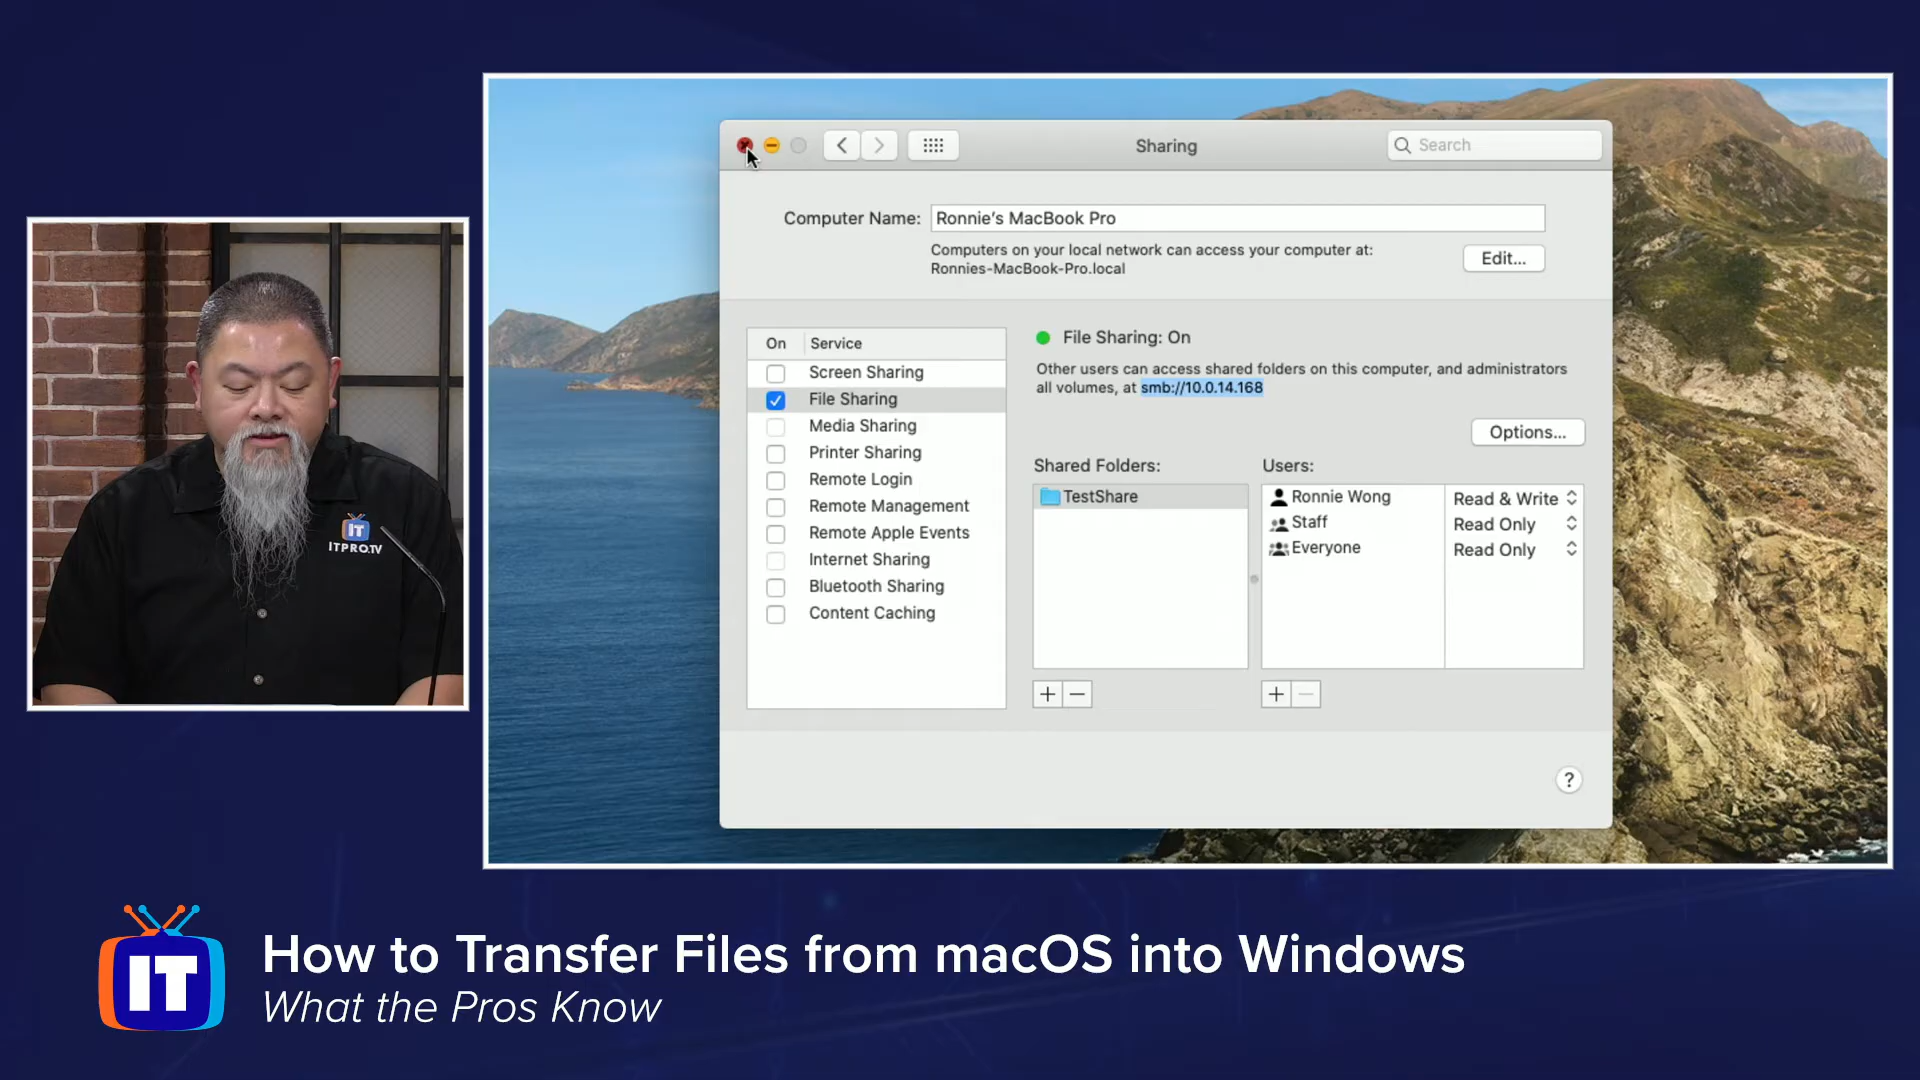 Sharing
Search
Computer Name: Ronnie's MacBook Pro
Computers on your local network can access your computer at:
Ronnies-MacBook-Pro.local
Edit...
On Service
Screen Sharing
File Sharing
Media Sharing
Printer Sharing
Remote Login
Remote Management
Remote Apple Events
Internet Sharing
Bluetooth Sharing
Content Caching
File Sharing: On
Other users can access shared folders on this computer, and administrators
all volumes, at smb://10.0.14.168
Options...
Shared Folders:
TestShare
Users:
Ronnie Wong Read & Write
Staff Read Only
Everyone Read Only
?
IT
ITPRO.TV
IT
How to Transfer Files from macOS into Windows
What the Pros Know